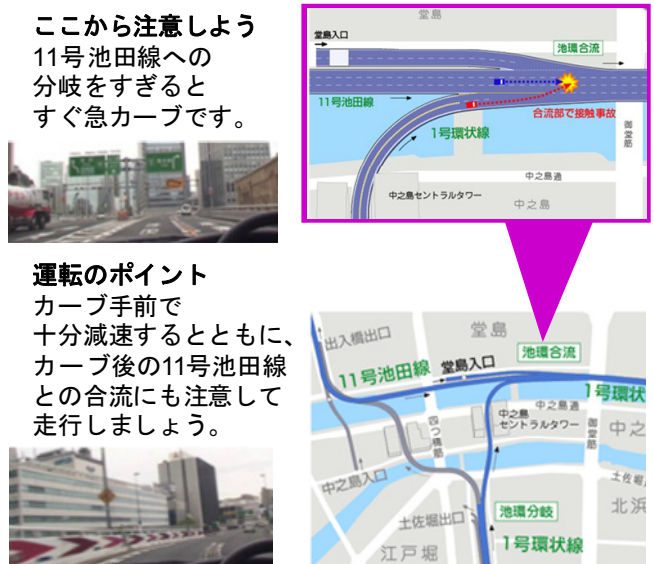 ここから注意しよう
11号池田線への
分岐をすぎると
すぐ急カーブです。
堂島
堂島入口
池環合流
11号池田線
合流部で接触事故
1号環状線
御堂筋
中之島通
中之島セントラルタワー
中之島
運転のポイント
カーブ手前で
十分減速するとともに、
カーブ後の11号池田線
との合流にも注意して
走行しましょう。
出入橋出口
堂島
11号池田線
堂島入口
池環合流
1号環状
中之島通
中之島
セントラルタワー
四つ橋筋
御堂筋
中之
中之島入口
土佐堀
土佐堀出口
池環分岐
北浜
江戸堀
1号環状線